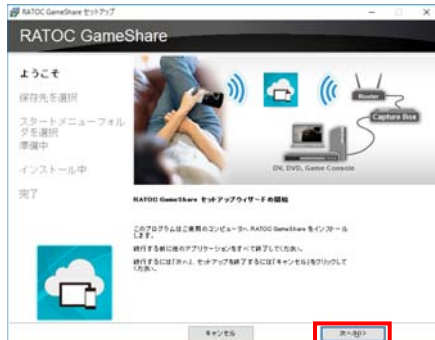 RATOC GameShare セットアップ
RATOC GameShare
ようこそ
保存先を選択
スタートメニューフォル
ダを選択
準備中
インストール中
完了
Router
Capture Box
DV, DVD, Game Console
RATOC GameShare セットアップウィザードの開始
このプログラムはご使用のコンピューターへ RATOC GameShare をインストール
します。
続行する前に他のアプリケーションをすべて終了してください。
続行するには「次へ」、セットアップを終了するには「キャンセル」をクリックして
ください。
キャンセル
次へ(N)>